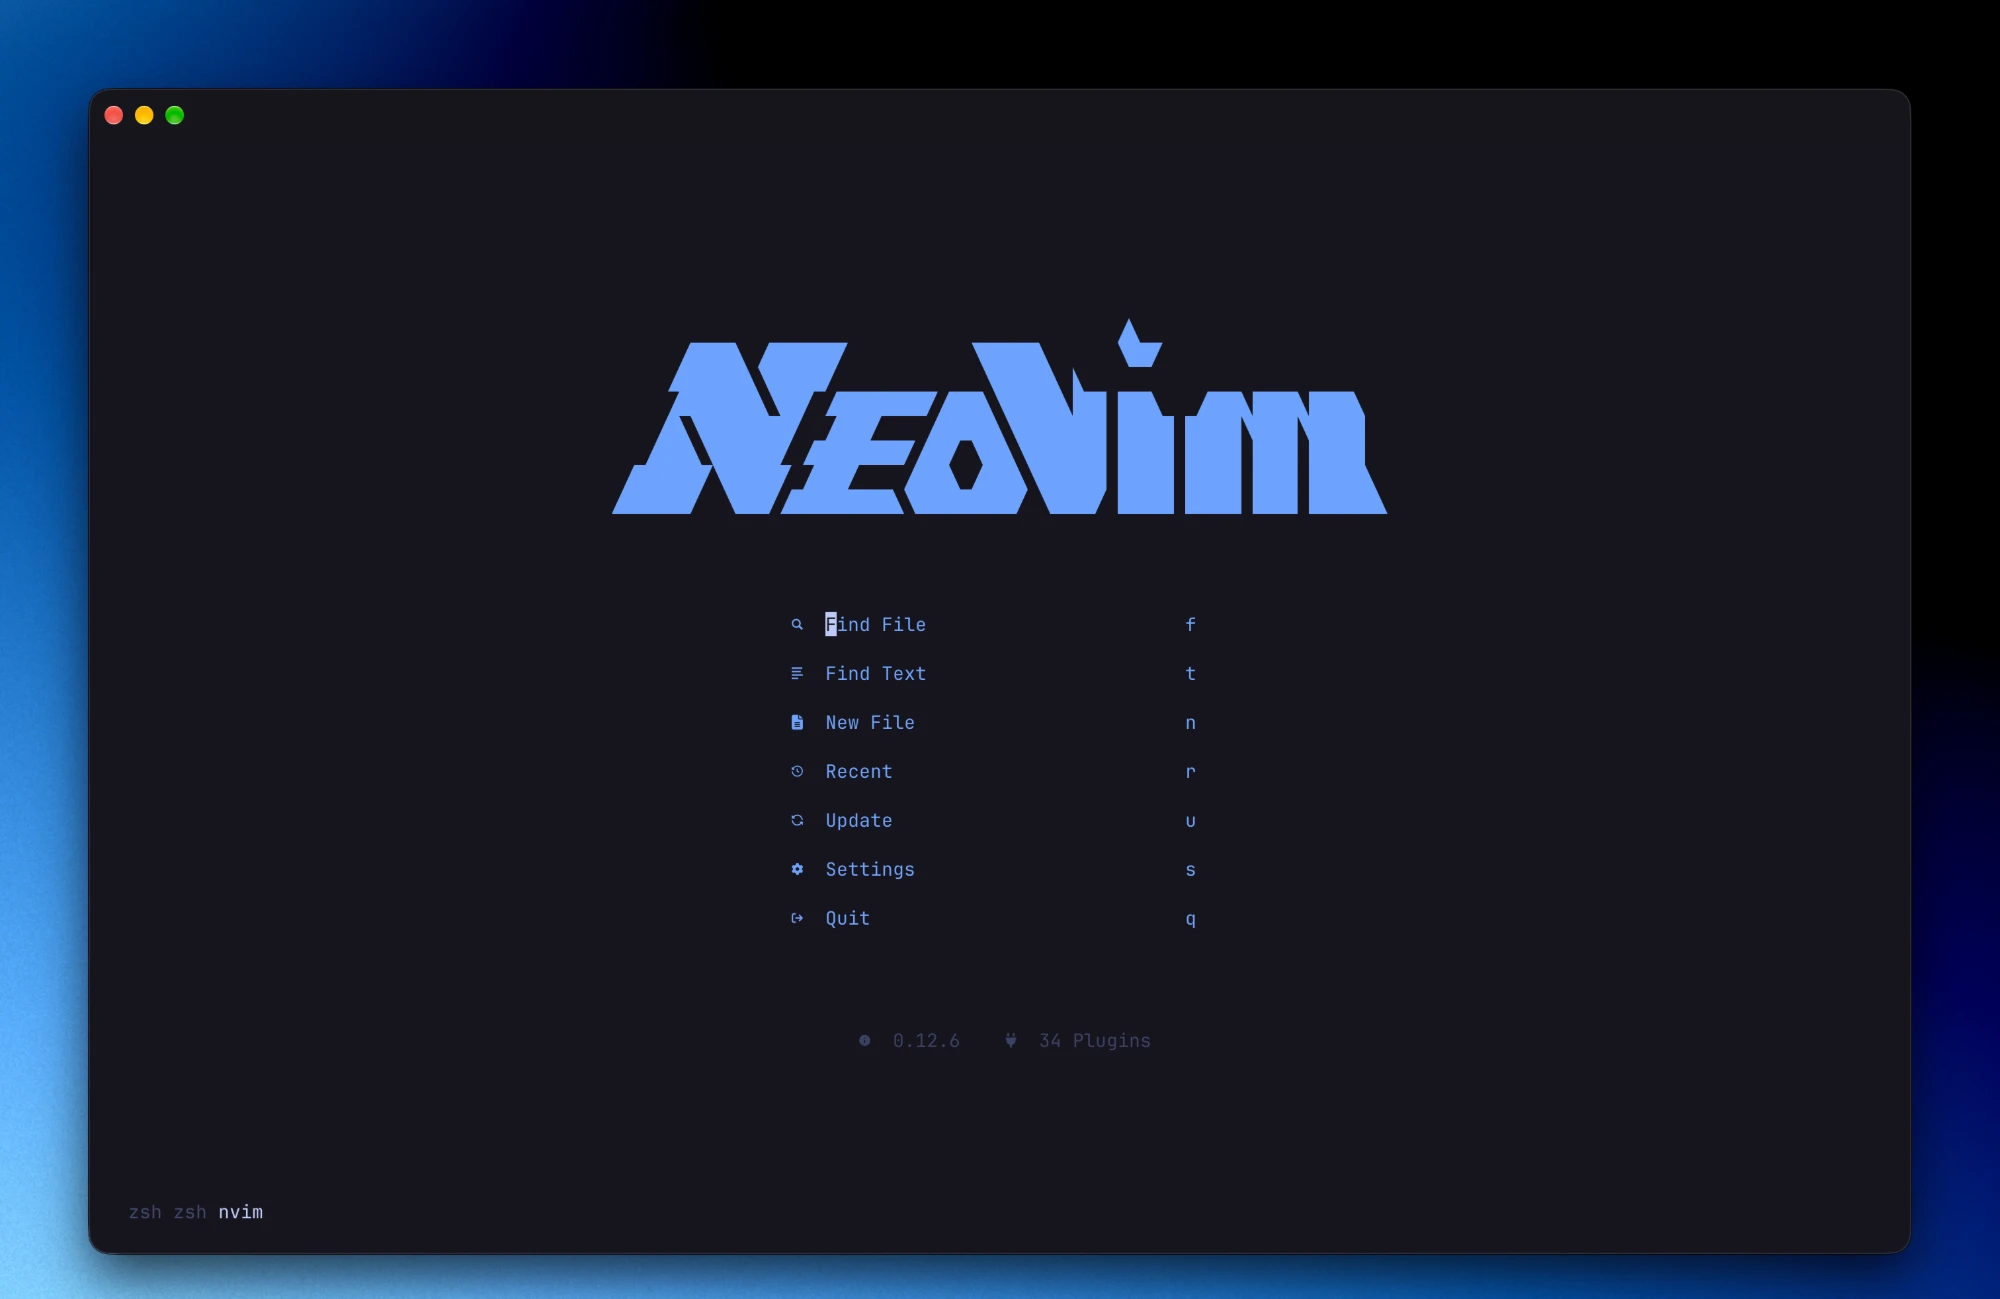 NEOVim
Find File f
Find Text t
New File n
Recent r
Update u
Settings s
Quit q
0.12.6 34 Plugins
zsh zsh nvim